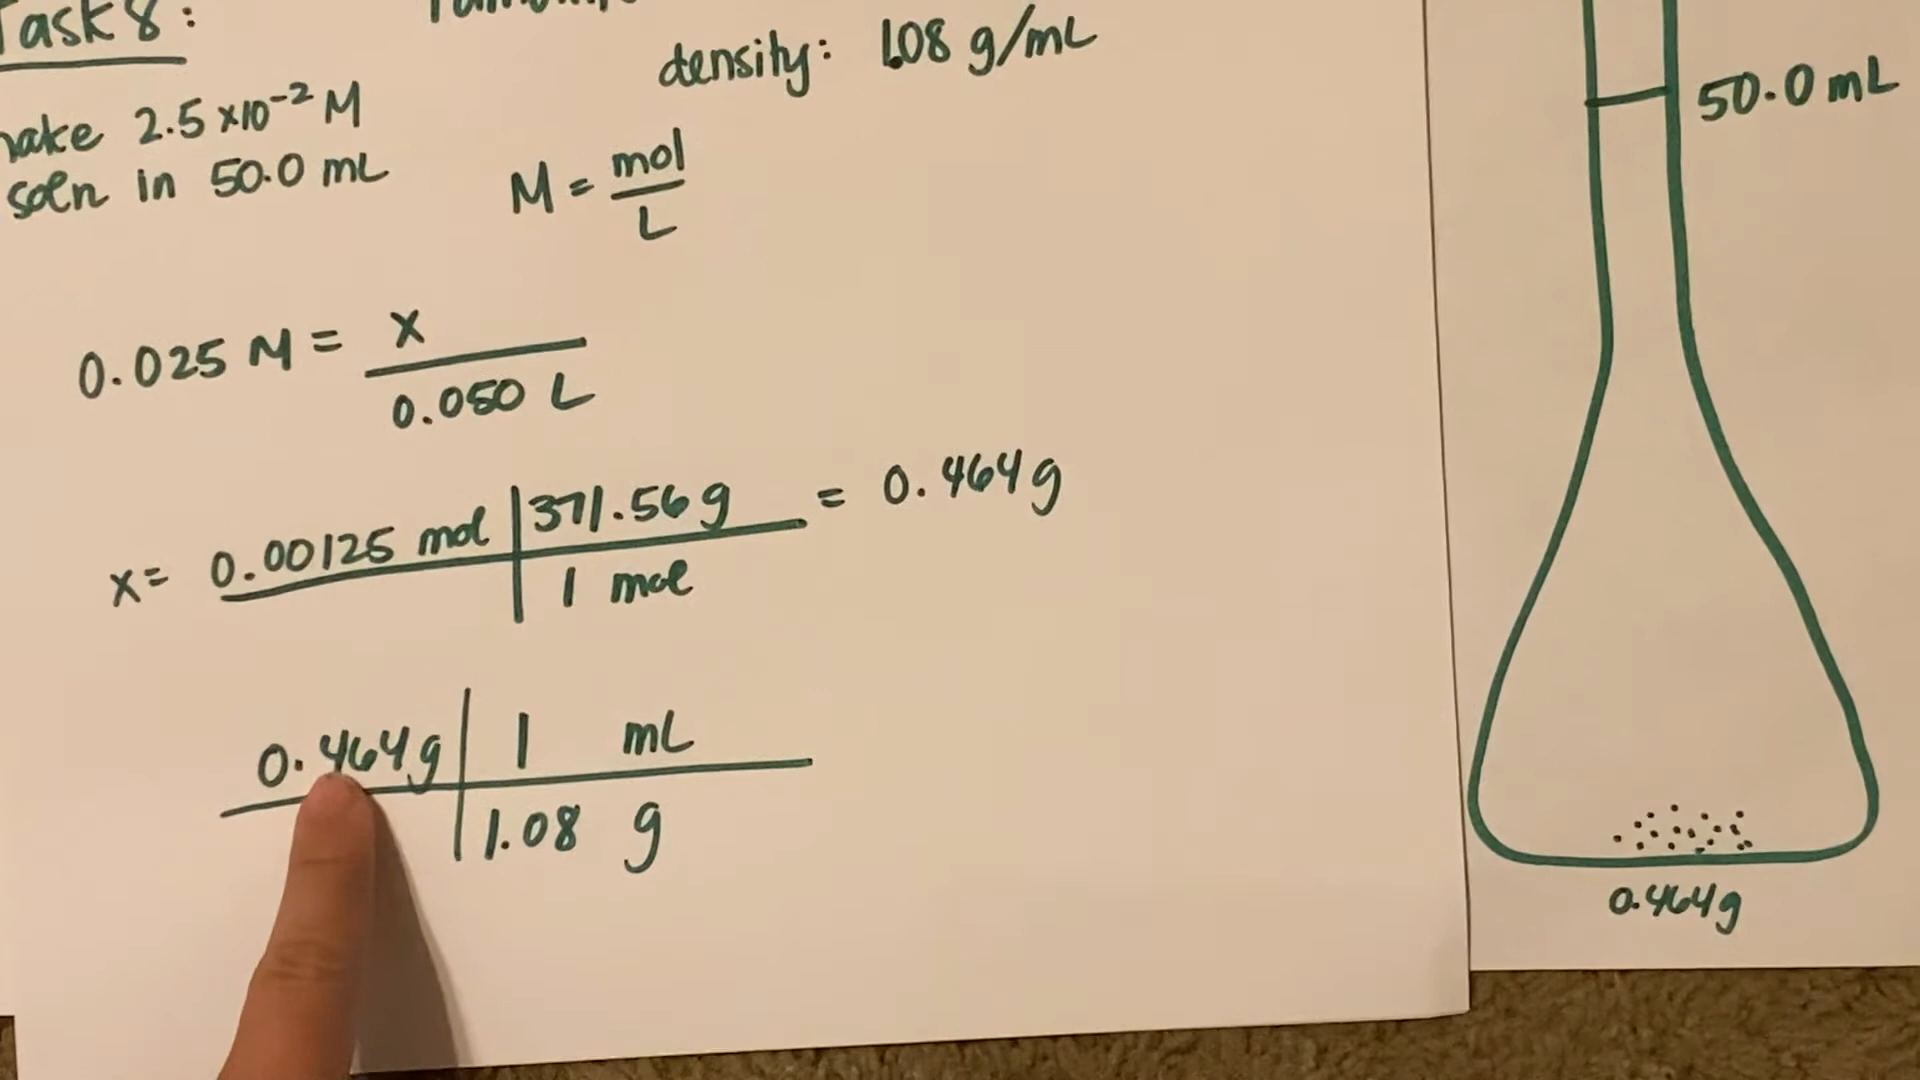 Task 8:
density: 1.08 g/mL
make 2.5 x10⁻² M
soln in 50.0 mL
M = mol
L
0.025 M = x
0.050 L
x = 0.00125 mol | 371.56 g = 0.464 g
1 mol
0.464 g | 1 mL
1.08 g
50.0 mL
0.464g